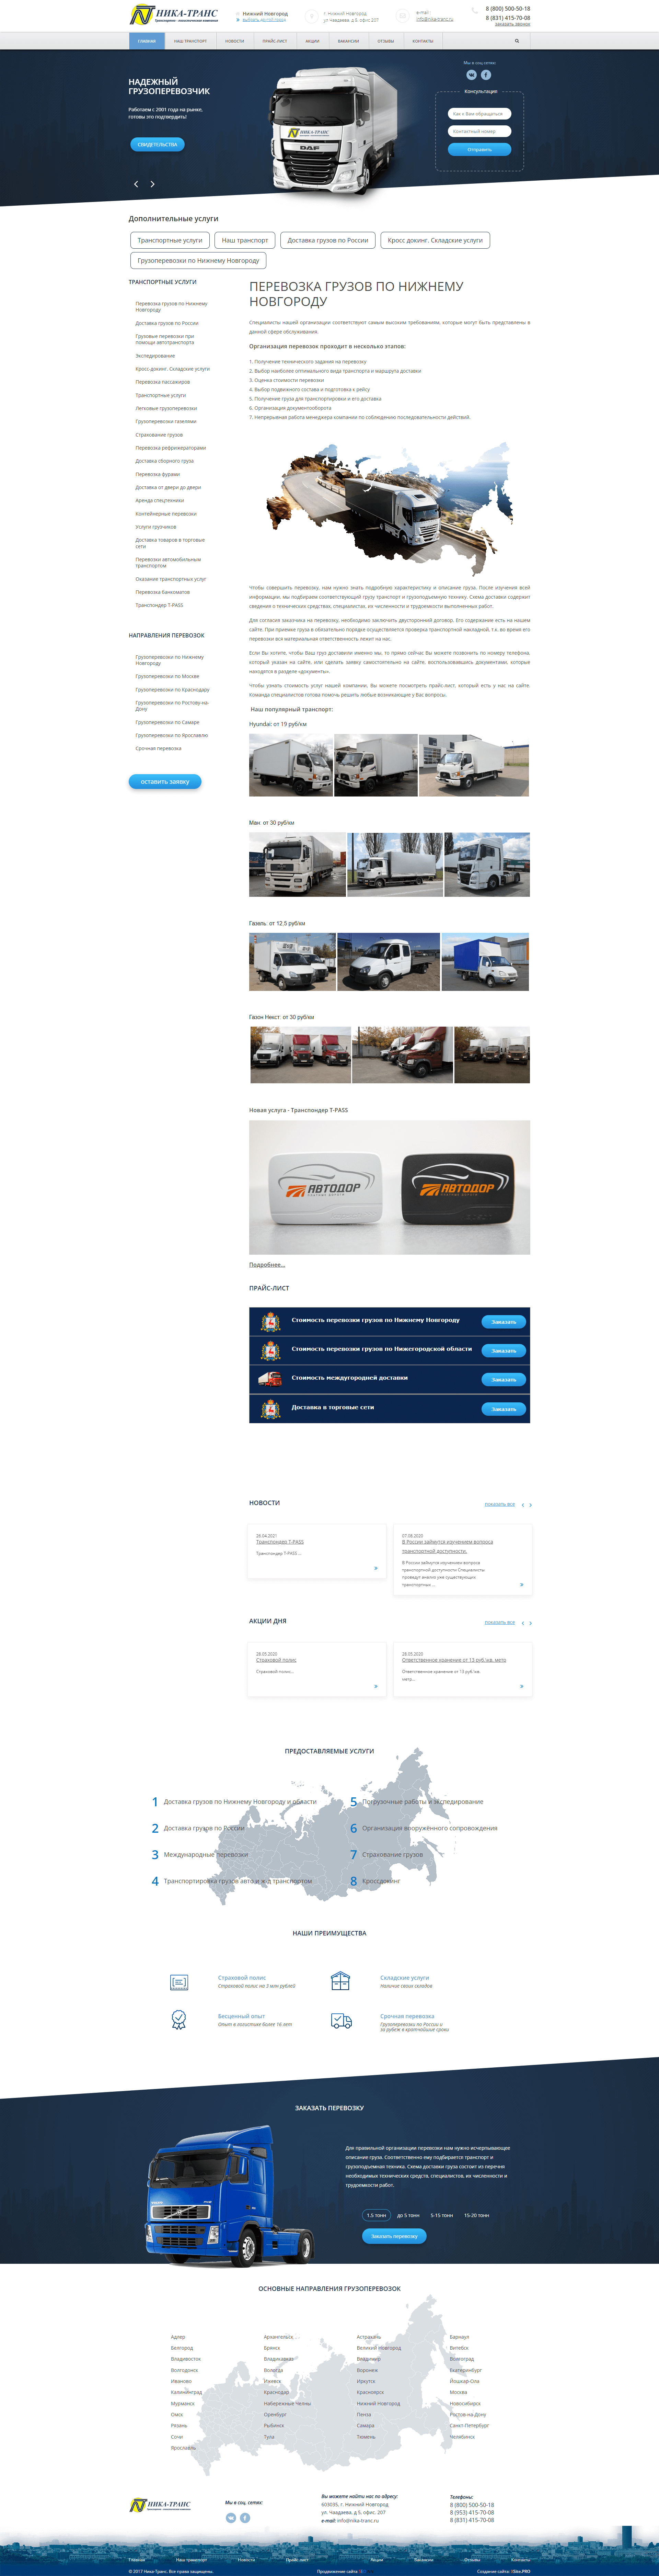 НИКА-ТРАНС
Транспортно - логистическая компания
Нижний Новгород
выбрать другой город
г. Нижний Новгород,
ул. Чаадаева, д.5, офис 207
e-mail:
info@nika-tranc.ru
8 (800) 500-50-18
8 (831) 415-70-08
Заказать звонок
ГЛАВНАЯ
НАШ ТРАНСПОРТ
НОВОСТИ
ПРАЙС-ЛИСТ
АКЦИИ
ВАКАНСИИ
ОТЗЫВЫ
КОНТАКТЫ
НАДЕЖНЫЙ
ГРУЗОПЕРЕВОЗЧИК
Работаем с 2001 года на рынке,
готовы это подтвердить!
СВИДЕТЕЛЬСТВА
НИКА-ТРАНС
DAF
Мы в соц.сетях:
Консультация
Как к Вам обращаться
Контактный номер
Отправить
Дополнительные услуги
Транспортные услуги
Наш транспорт
Доставка грузов по России
Кросс докинг. Складские услуги
Грузоперевозки по Нижнему Новгороду
ТРАНСПОРТНЫЕ УСЛУГИ
Перевозка грузов по Нижнему
Новгороду
Доставка грузов по России
Грузовые перевозки при
помощи автотранспорта
Экспедирование
Кросс-докинг. Складские услуги
Перевозка пассажиров
Транспортные услуги
Легковые грузоперевозки
Грузоперевозки газелями
Страхование грузов
Перевозка рефрижераторами
Доставка сборного груза
Перевозка фурами
Доставка от двери до двери
Аренда спецтехники
Контейнерные перевозки
Услуги грузчиков
Доставка товаров в торговые
сети
Перевозки автомобильным
транспортом
Оказание транспортных услуг
Перевозка банкоматов
Транспондер T-PASS
НАПРАВЛЕНИЯ ПЕРЕВОЗОК
Грузоперевозки по Нижнему
Новгороду
Грузоперевозки по Москве
Грузоперевозки по Краснодару
Грузоперевозки по Ростову-на-
Дону
Грузоперевозки по Самаре
Грузоперевозки по Ярославлю
Срочная перевозка
оставить заявку
ПЕРЕВОЗКА ГРУЗОВ ПО НИЖНЕМУ
НОВГОРОДУ
Специалисты нашей организации соответствуют самым высоким требованиям, которые могут быть представлены в
данной сфере обслуживания.
Организация перевозок проходит в несколько этапов:
1. Получение технического задания на перевозку
2. Выбор наиболее оптимального вида транспорта и маршрута доставки
3. Оценка стоимости перевозки
4. Выбор подвижного состава и подготовка к рейсу
5. Получение груза для транспортировки и его доставка
6. Организация документооборота
7. Непрерывная работа менеджера компании по соблюдению последовательности действий.
Чтобы совершить перевозку, нам нужно знать подробную характеристику и описание груза. После изучения всей
информации, мы подбираем соответствующий грузу транспорт и грузоподъемную технику. Схема доставки содержит
сведения о технических средствах, специалистах, их численности и трудоемкости выполненных работ.
Для согласия заказчика на перевозку, необходимо заключить двусторонний договор. Его содержание есть на нашем
сайте. При приемке груза в обязательно порядке осуществляется проверка транспортной накладной, т.к. во время его
перевозки вся материальная ответственность лежит на нас.
Если Вы хотите, чтобы Ваш груз доставили именно мы, то прямо сейчас Вы можете позвонить по номеру телефона,
который указан на сайте, или сделать заявку самостоятельно на сайте, воспользовавшись документами, которые
находятся в разделе «документы».
Чтобы узнать стоимость услуг нашей компании, Вы можете посмотреть прайс-лист, который есть у нас на сайте.
Команда специалистов готова помочь решить любые возникающие у Вас вопросы.
Наш популярный транспорт:
Hyundai: от 19 руб/км
Ман: от 30 руб/км
Газель: от 12.5 руб/км
Газон Некст: от 30 руб/км
Новая услуга - Транспондер T-PASS
АВТОДОР
ПЛАТНЫЕ ДОРОГИ
АВТОДОР
ПЛАТНЫЕ ДОРОГИ
Подробнее...
ПРАЙС-ЛИСТ
Стоимость перевозки грузов по Нижнему Новгороду
Заказать
Стоимость перевозки грузов по Нижегородской области
Заказать
Стоимость междугородней доставки
Заказать
Доставка в торговые сети
Заказать
НОВОСТИ
показать все
26.04.2021
Транспондер T-PASS
Транспондер T-PASS ...
07.08.2020
В России займутся изучением вопроса
транспортной доступности.
В России займутся изучением вопроса
транспортной доступности Специалисты
проведут анализ уже существующих
транспортных ...
АКЦИИ ДНЯ
показать все
28.05.2020
Страховой полис
Страховой полис...
28.05.2020
Ответственное хранение от 13 руб./кв. метр
Ответственное хранение от 13 руб./кв.
метр...
ПРЕДОСТАВЛЯЕМЫЕ УСЛУГИ
1 Доставка грузов по Нижнему Новгороду и области
2 Доставка грузов по России
3 Международные перевозки
4 Транспортировка грузов авто и ж/д транспортом
5 Погрузочные работы и экспедирование
6 Организация вооружённого сопровождения
7 Страхование грузов
8 Кроссдокинг
НАШИ ПРЕИМУЩЕСТВА
Страховой полис
Страховой полис на 3 млн рублей
Складские услуги
Наличие своих складов
Бесценный опыт
Опыт в логистике более 16 лет
Срочная перевозка
Грузоперевозки по России и
за рубеж в кратчайшие сроки
ЗАКАЗАТЬ ПЕРЕВОЗКУ
Для правильной организации перевозки нам нужно исчерпывающее
описание груза. Соответственно ему подбирается транспорт и
грузоподъемная техника. Схема доставки груза состоит из перечня
необходимых технических средств, специалистов, их численности и
трудоемкости работ.
1.5 тонн
до 5 тонн
5-15 тонн
15-20 тонн
Заказать перевозку
ОСНОВНЫЕ НАПРАВЛЕНИЯ ГРУЗОПЕРЕВОЗОК
Адлер
Белгород
Владивосток
Волгодонск
Иваново
Калининград
Мурманск
Омск
Рязань
Сочи
Ярославль
Архангельск
Брянск
Владикавказ
Вологда
Ижевск
Краснодар
Набережные Челны
Оренбург
Рыбинск
Тула
Астрахань
Великий Новгород
Владимир
Воронеж
Иркутск
Красноярск
Нижний Новгород
Пенза
Самара
Тюмень
Барнаул
Витебск
Волгоград
Екатеринбург
Йошкар-Ола
Москва
Новосибирск
Ростов-на-Дону
Санкт-Петербург
Челябинск
НИКА-ТРАНС
Мы в соц. сетях:
Вы можете найти нас по адресу:
603035, г. Нижний Новгород
ул. Чаадаева, д 5, офис. 207
e-mail: info@nika-tranc.ru
Телефоны:
8 (800) 500-50-18
8 (953) 415-70-08
8 (831) 415-70-08
Главная
Наш транспорт
Новости
Прайс-лист
Акции
Вакансии
Отзывы
Контакты
© 2017 Ника-Транс. Все права защищены.
Продвижение сайта
Создание сайта: